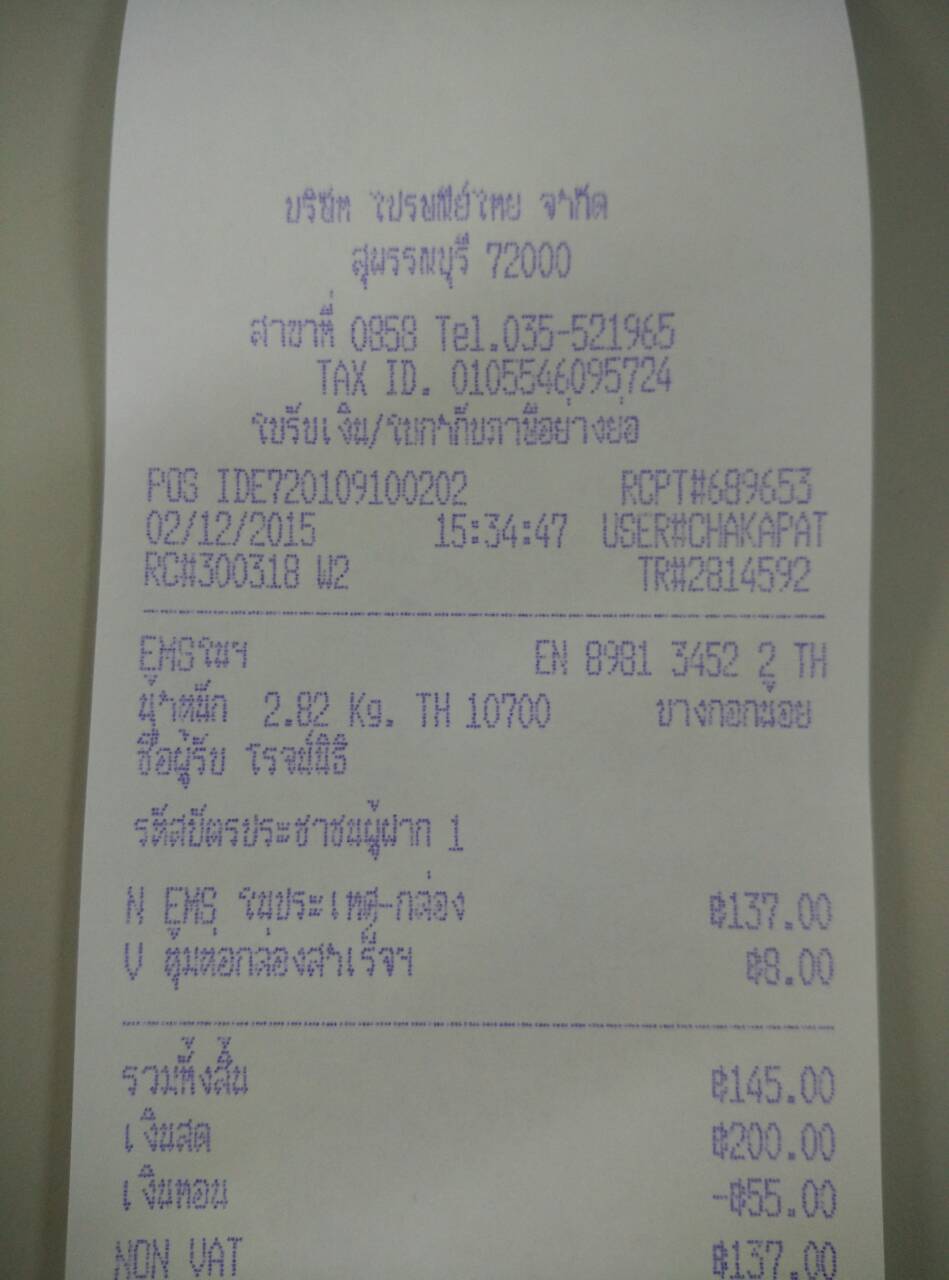 บริษัท ไปรษณีย์ไทย จำกัด
สุพรรณบุรี 72000
สาขาที่ 0858 Tel.035-521965
TAX ID. 0105546095724
ใบรับเงิน/ใบกำกับภาษีอย่างย่อ
POS IDE720109100202 RCPT#689653
02/12/2015 15:34:47 USER#CHAKAPAT
RC#300318 W2 TR#2814592
EMSในฯ EN 8981 3452 2 TH
น้ำหนัก 2.82 Kg. TH 10700 บางกอกน้อย
ชื่อผู้รับ โรจน์นิธิ
รหัสบัตรประชาชนผู้ฝาก 1
N EMS ในประเทศ-กล่อง ฿137.00
V หุ้มห่อกล่องสำเร็จฯ ฿8.00
รวมทั้งสิ้น ฿145.00
เงินสด ฿200.00
เงินทอน -฿55.00
NON VAT ฿137.00